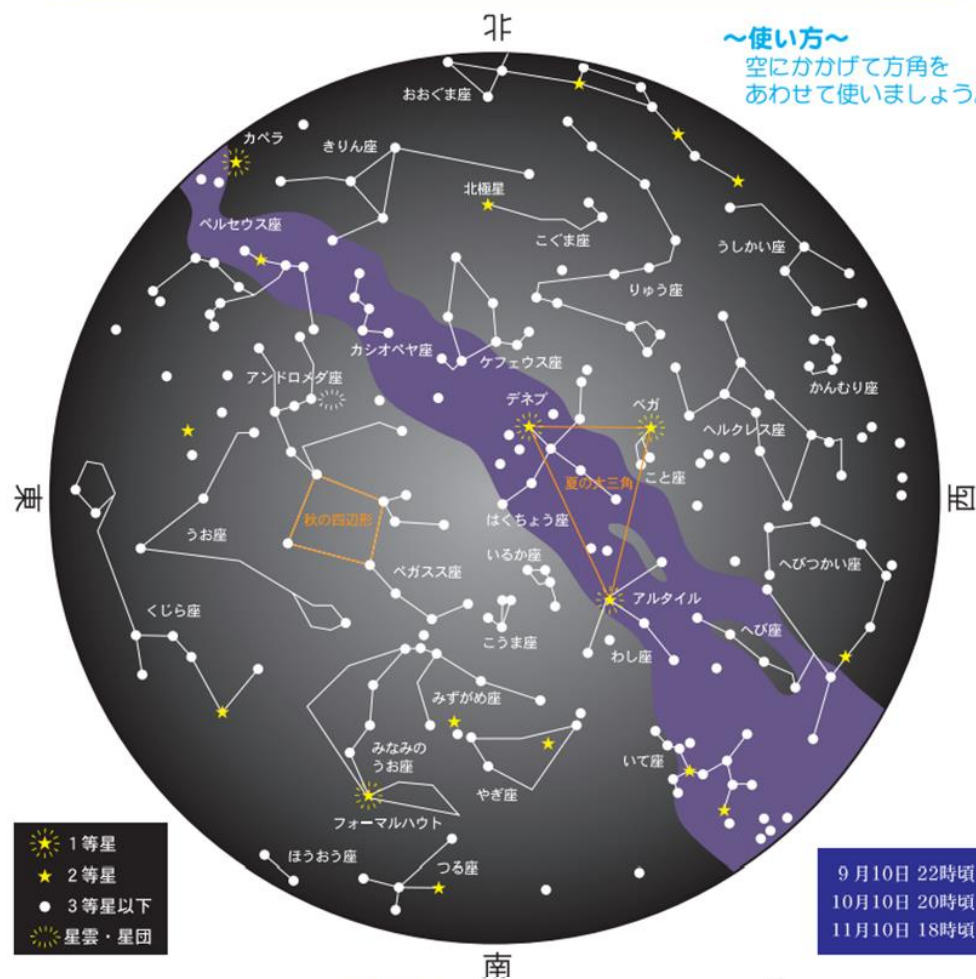 北
～使い方～
空にかかげて方角を
あわせて使いましょう。
おおぐま座
カペラ
きりん座
北極星
ペルセウス座
こぐま座
うしかい座
りゅう座
カシオペヤ座
ケフェウス座
アンドロメダ座
かんむり座
デネブ
ベガ
ヘルクレス座
こと座
夏の大三角
東
西
秋の四辺形
はくちょう座
うお座
いるか座
ペガスス座
へびつかい座
くじら座
アルタイル
こうま座
へび座
わし座
みずがめ座
みなみの
うお座
いて座
やぎ座
フォーマルハウト
ほうおう座
つる座
1等星
2等星
3等星以下
星雲・星団
9月10日 22時頃
10月10日 20時頃
11月10日 18時頃
南